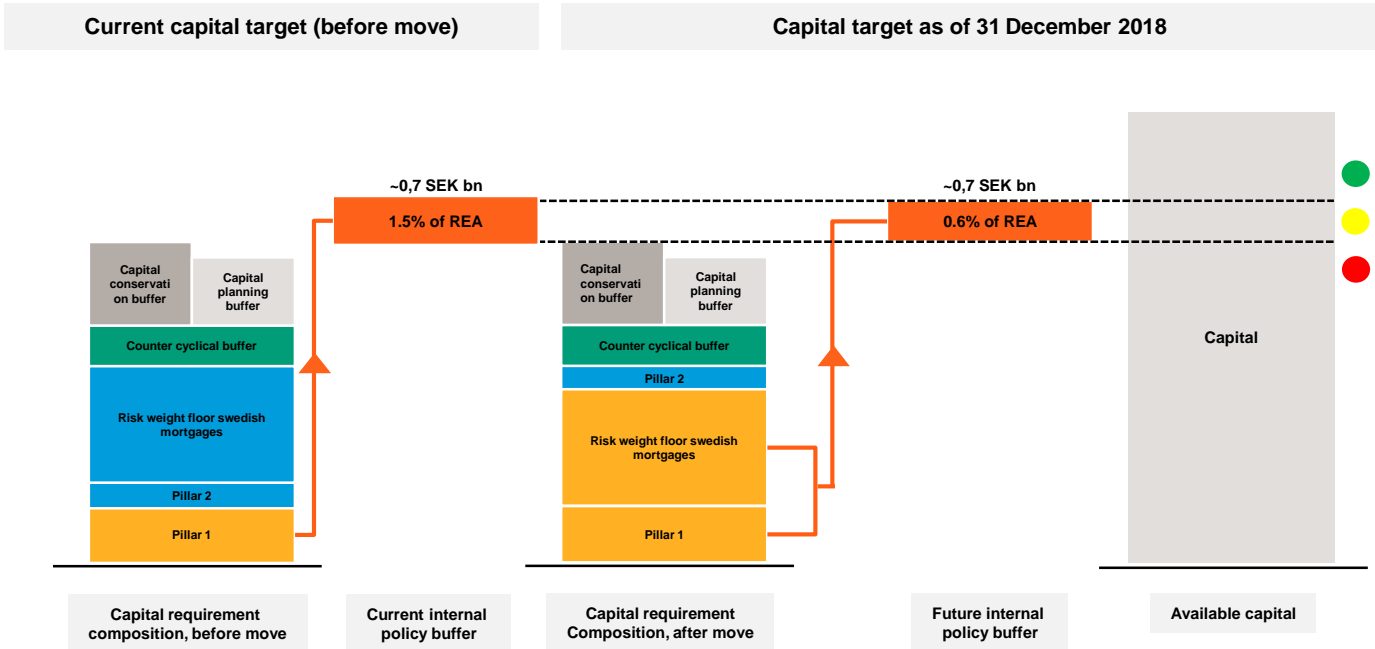 Current capital target (before move)
Capital target as of 31 December 2018
~0,7 SEK bn
1.5% of REA
Capital
conservati
on buffer
Capital
planning
buffer
Counter cyclical buffer
Risk weight floor swedish
mortgages
Pillar 2
Pillar 1
~0,7 SEK bn
0.6% of REA
Capital
conservati
on buffer
Capital
planning
buffer
Counter cyclical buffer
Pillar 2
Risk weight floor swedish
mortgages
Pillar 1
Capital
Capital requirement
composition, before move
Current internal
policy buffer
Capital requirement
Composition, after move
Future internal
policy buffer
Available capital